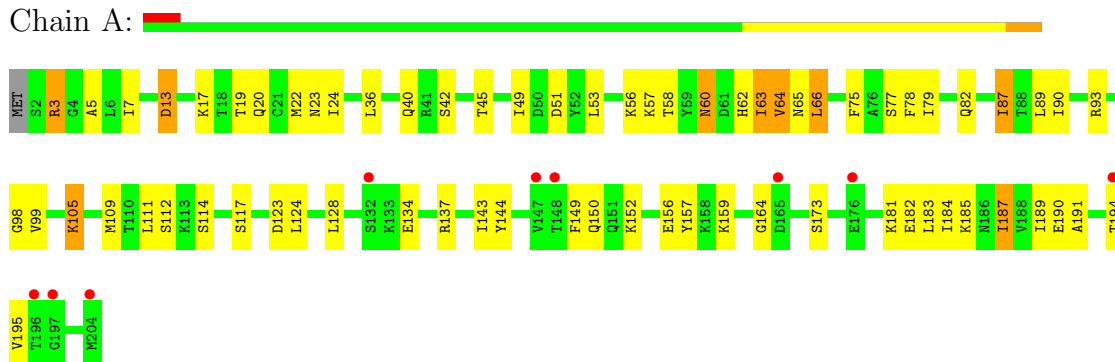 Chain A:
MET S2 R3 G4 A5 L6 I7 D13 K17 T18 T19 Q20 C21 M22 N23 I24 L36 Q40 R41 S42 T45 I49 D50 D51 Y52 L53 K56 K57 T58 Y59 N60 D61 H62 I63 V64 N65 L66 F75 A76 S77 F78 I79 Q82 I87 T88 L89 I90 R93
G98 V99 K105 M109 T110 L111 S112 K113 S114 S117 D123 L124 L128 S132 K133 E134 R137 I143 Y144 V147 T148 F149 Q150 Q151 K152 E156 Y157 K158 K159 G164 D165 S173 E176 K181 E182 L183 I184 K185 N186 I187 V188 I189 E190 A191 T194
V195 T196 G197 M204